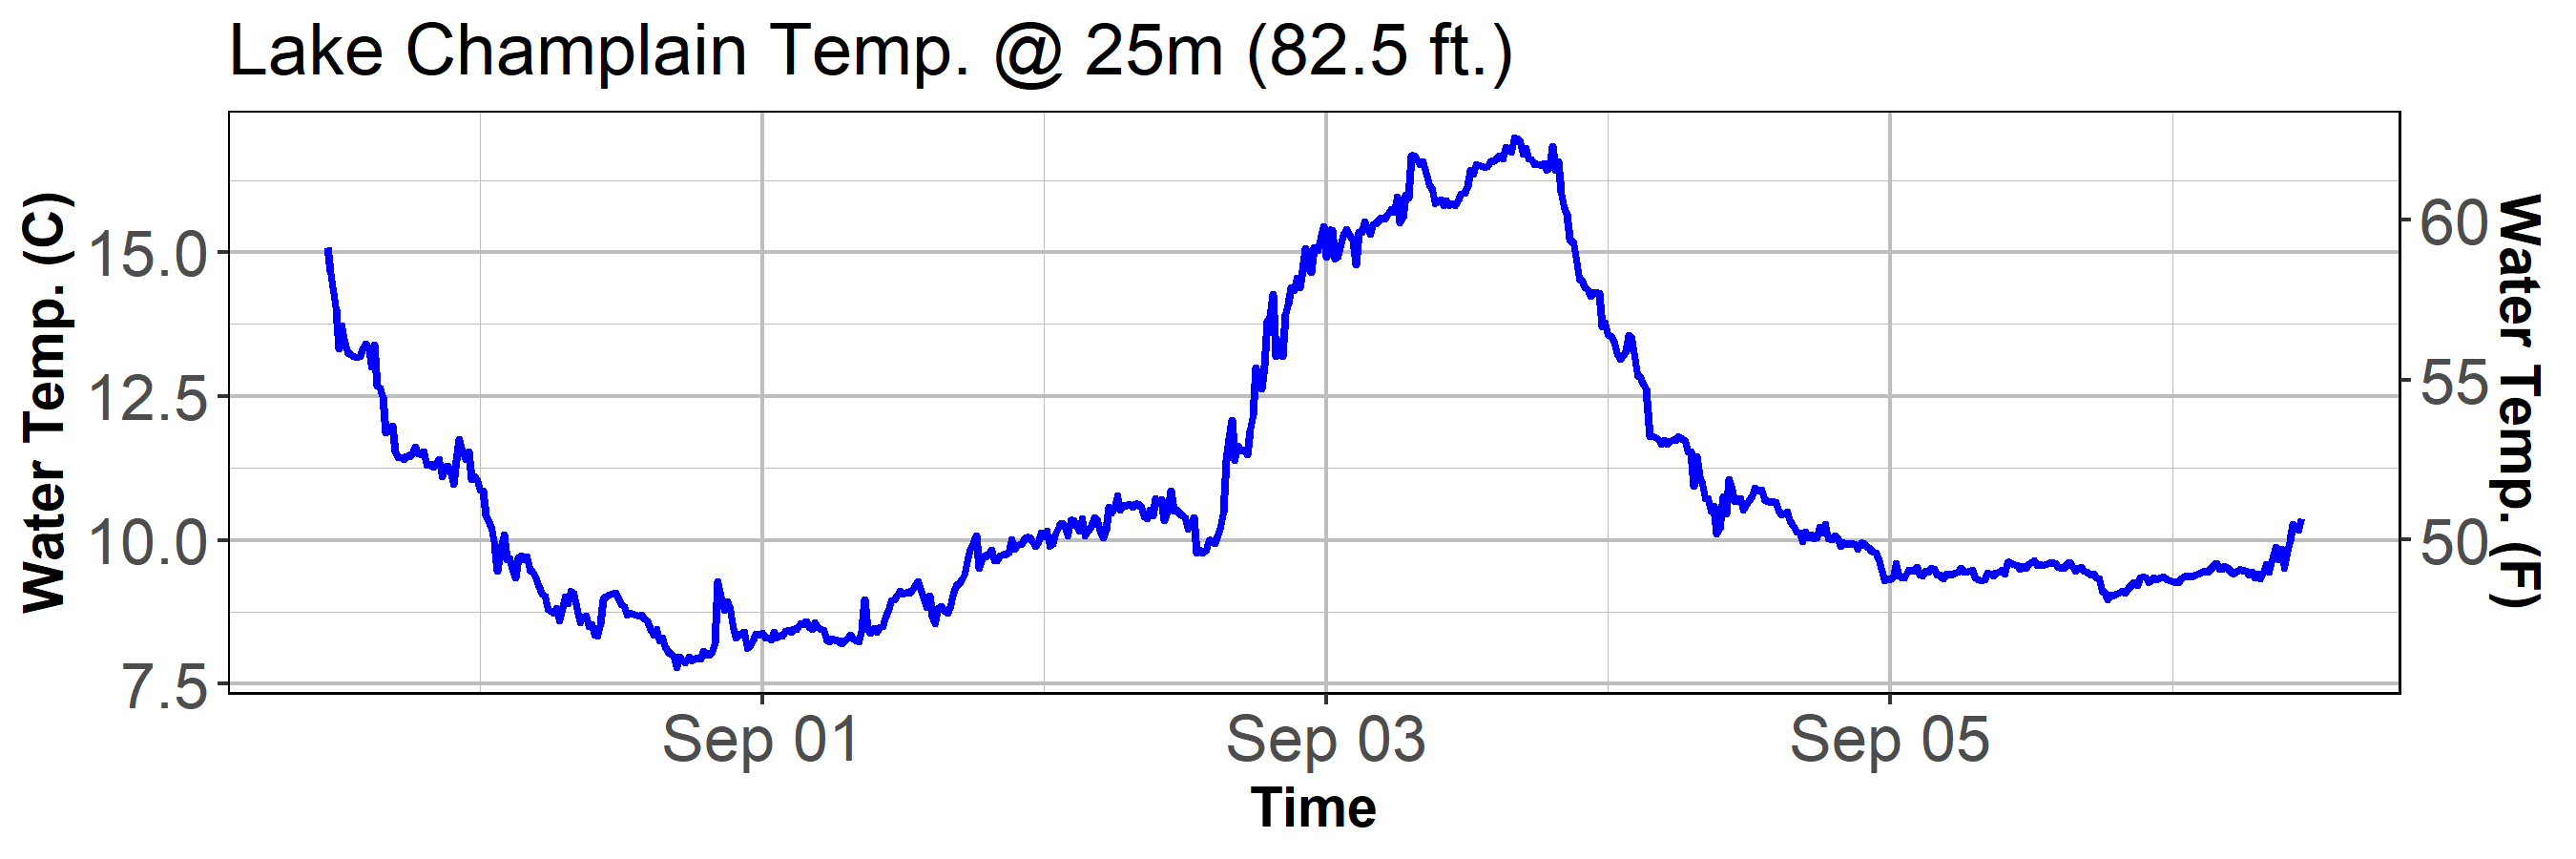 Lake Champlain Temp. @ 25m (82.5 ft.)
Water Temp. (C)
15.0
12.5
10.0
7.5
60
55
50
Water Temp. (F)
Sep 01 Sep 03 Sep 05
Time